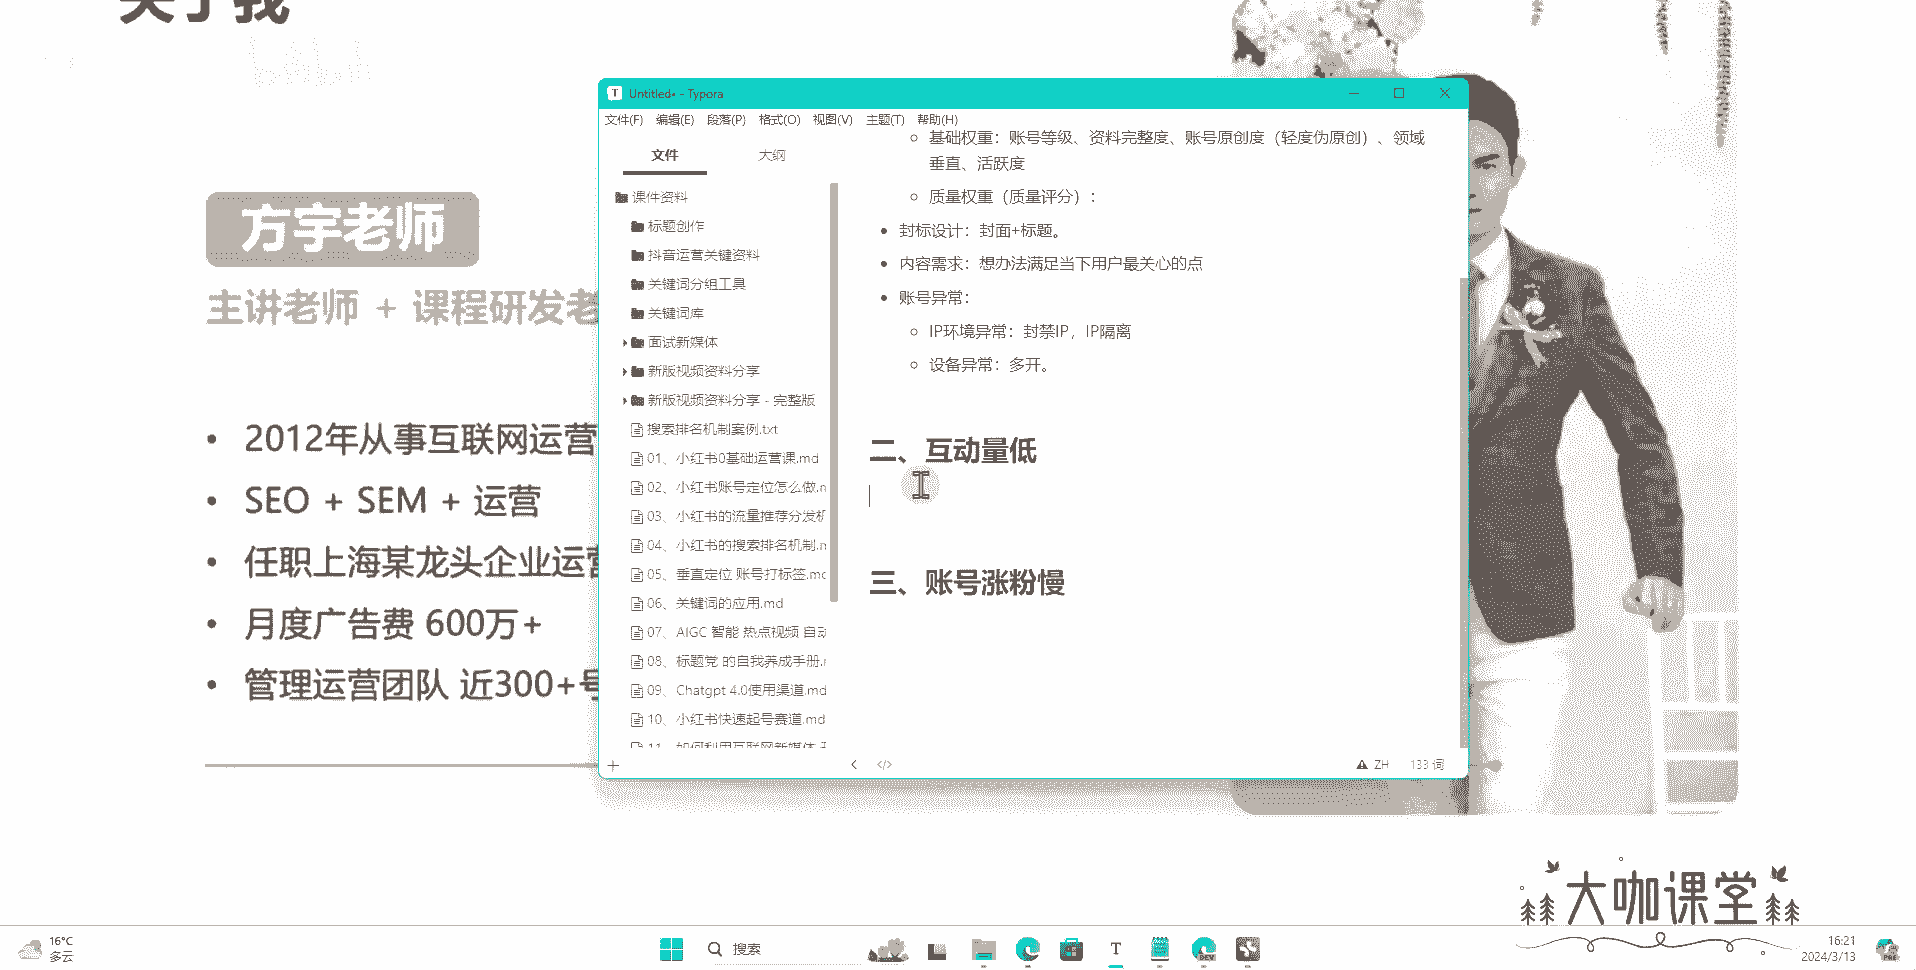 关于我
方宇老师
主讲老师 + 课程研发老
• 2012年从事互联网运营
• SEO + SEM + 运营
• 任职上海某龙头企业运营
• 月度广告费 600万+
• 管理运营团队 近300+号
T Untitled• - Typora
文件(F) 编辑(E) 段落(P) 格式(O) 视图(V) 主题(T) 帮助(H)
文件 大纲
课件资料
标题创作
抖音运营关键资料
关键词分组工具
关键词库
面试新媒体
新版视频资料分享
新版视频资料分享 - 完整版
搜索排名机制案例.txt
01、小红书0基础运营课.md
02、小红书账号定位怎么做.m
03、小红书的流量推荐分发机
04、小红书的搜索排名机制.m
05、垂直定位 账号打标签.mc
06、关键词的应用.md
07、AIGC 智能 热点视频 自动
08、标题党 的自我养成手册.r
09、Chatgpt 4.0使用渠道.md
10、小红书快速起号赛道.md
11、如何利用互联网新媒体
基础权重：账号等级、资料完整度、账号原创度（轻度伪原创）、领域
垂直、活跃度
质量权重（质量评分）：
• 封标设计：封面+标题。
• 内容需求：想办法满足当下用户最关心的点
• 账号异常：
IP环境异常：封禁IP，IP隔离
设备异常：多开。
二、互动量低
三、账号涨粉慢
ZH 133 词
大咖课堂
16°C
多云
搜索
T
DEV
16:21
2024/3/13
PRE